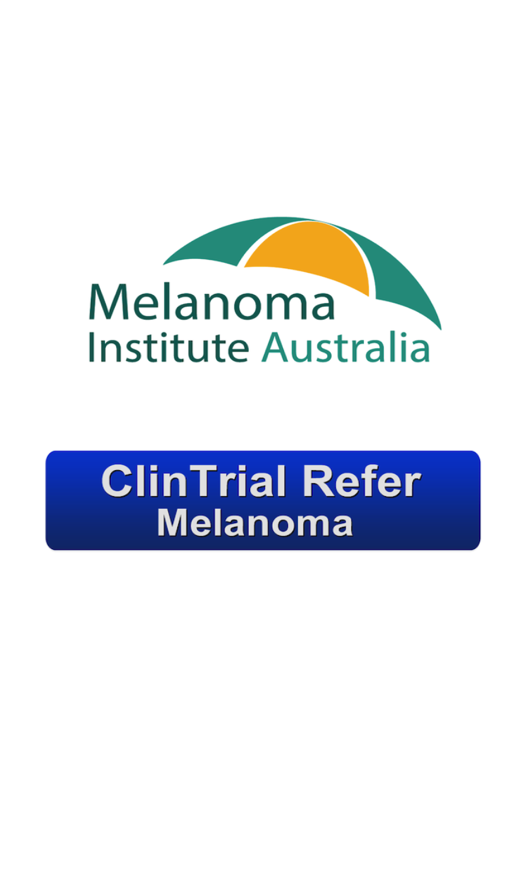 Melanoma
Institute Australia
ClinTrial Refer
Melanoma